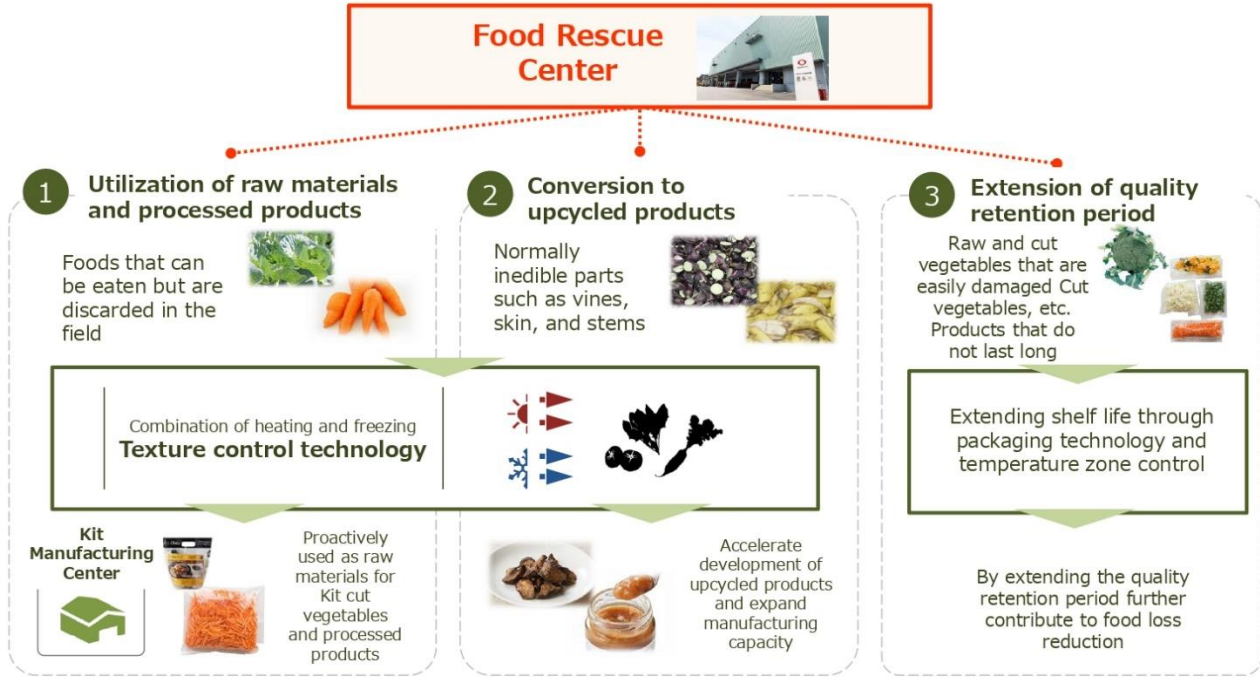 Food Rescue
Center
1
Utilization of raw materials
and processed products
Foods that can
be eaten but are
discarded in the
field
2
Conversion to
upcycled products
Normally
inedible parts
such as vines,
skin, and stems
3
Extension of quality
retention period
Raw and cut
vegetables that are
easily damaged Cut
vegetables, etc.
Products that do
not last long
Combination of heating and freezing
Texture control technology
Extending shelf life through
packaging technology and
temperature zone control
Kit
Manufacturing
Center
Proactively
used as raw
materials for
Kit cut
vegetables
and processed
products
Accelerate
development of
upcycled products
and expand
manufacturing
capacity
By extending the quality
retention period further
contribute to food loss
reduction